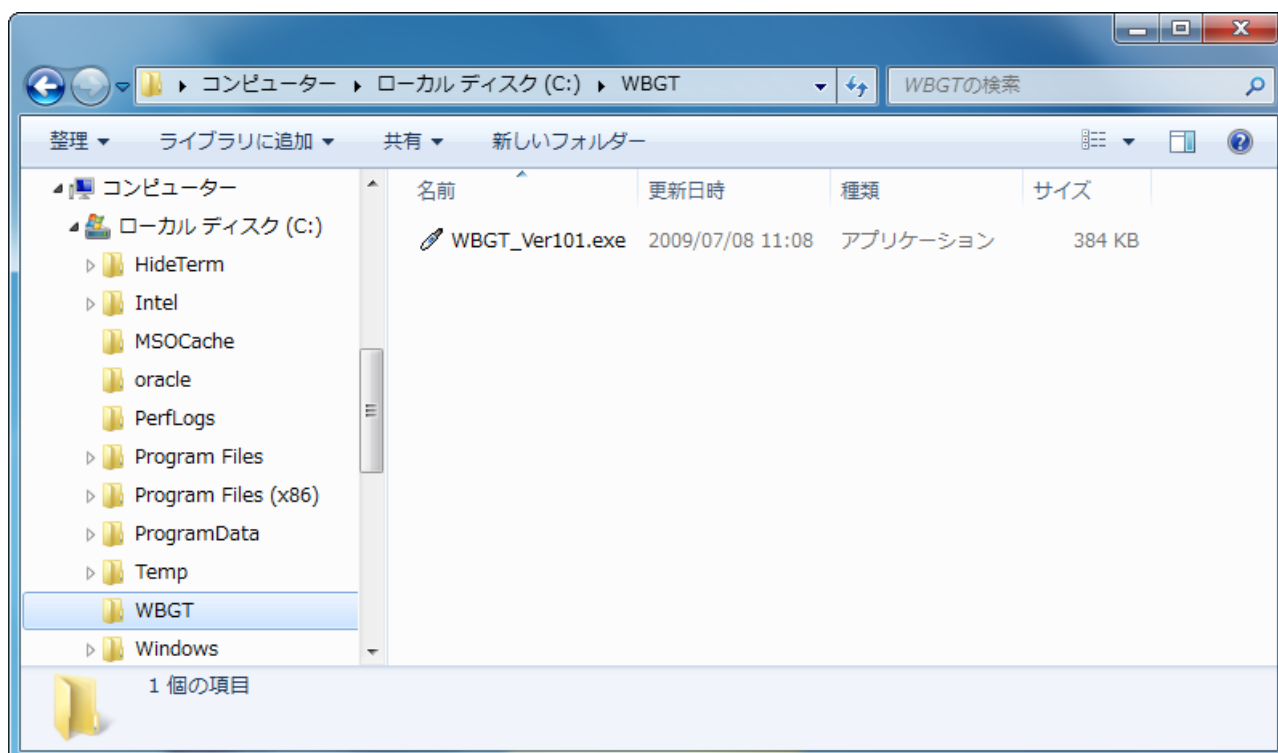 コンピューター ローカル ディスク (C:) WBGT WBGTの検索
整理 ライブラリに追加 共有 新しいフォルダー
コンピューター
ローカル ディスク (C:)
HideTerm
Intel
MSOCache
oracle
PerfLogs
Program Files
Program Files (x86)
ProgramData
Temp
WBGT
Windows
名前 更新日時 種類 サイズ
WBGT_Ver101.exe 2009/07/08 11:08 アプリケーション 384 KB
1 個の項目